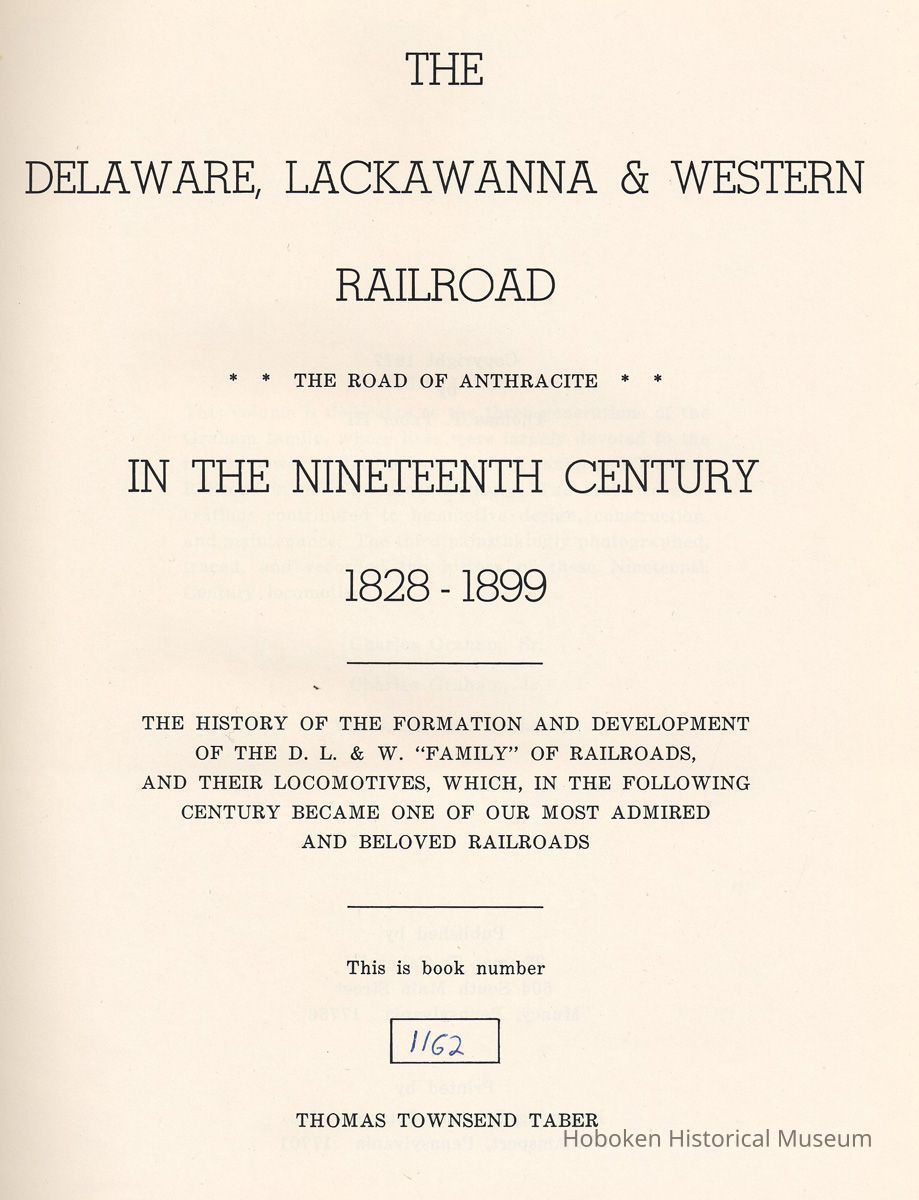 THE
DELAWARE, LACKAWANNA & WESTERN
RAILROAD
* * THE ROAD OF ANTHRACITE * *
IN THE NINETEENTH CENTURY
1828 - 1899
THE HISTORY OF THE FORMATION AND DEVELOPMENT
OF THE D. L. & W. “FAMILY” OF RAILROADS,
AND THEIR LOCOMOTIVES, WHICH, IN THE FOLLOWING
CENTURY BECAME ONE OF OUR MOST ADMIRED
AND BELOVED RAILROADS
This is book number
1162
THOMAS TOWNSEND TABER
Hoboken Historical Museum